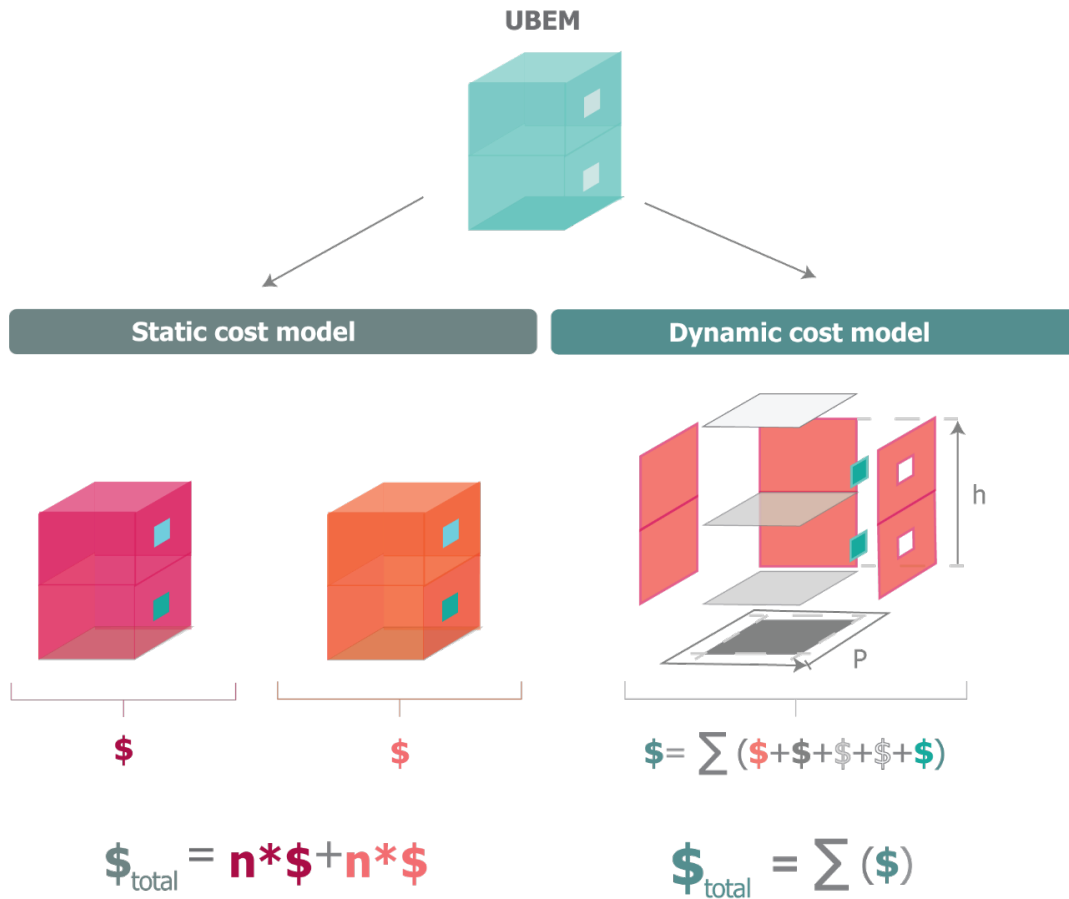 UBEM
Static cost model
Dynamic cost model
h
P
$
$
$= ∑ ($+$+$+$+$)
$total = n*$+n*$
$total = ∑ ($)